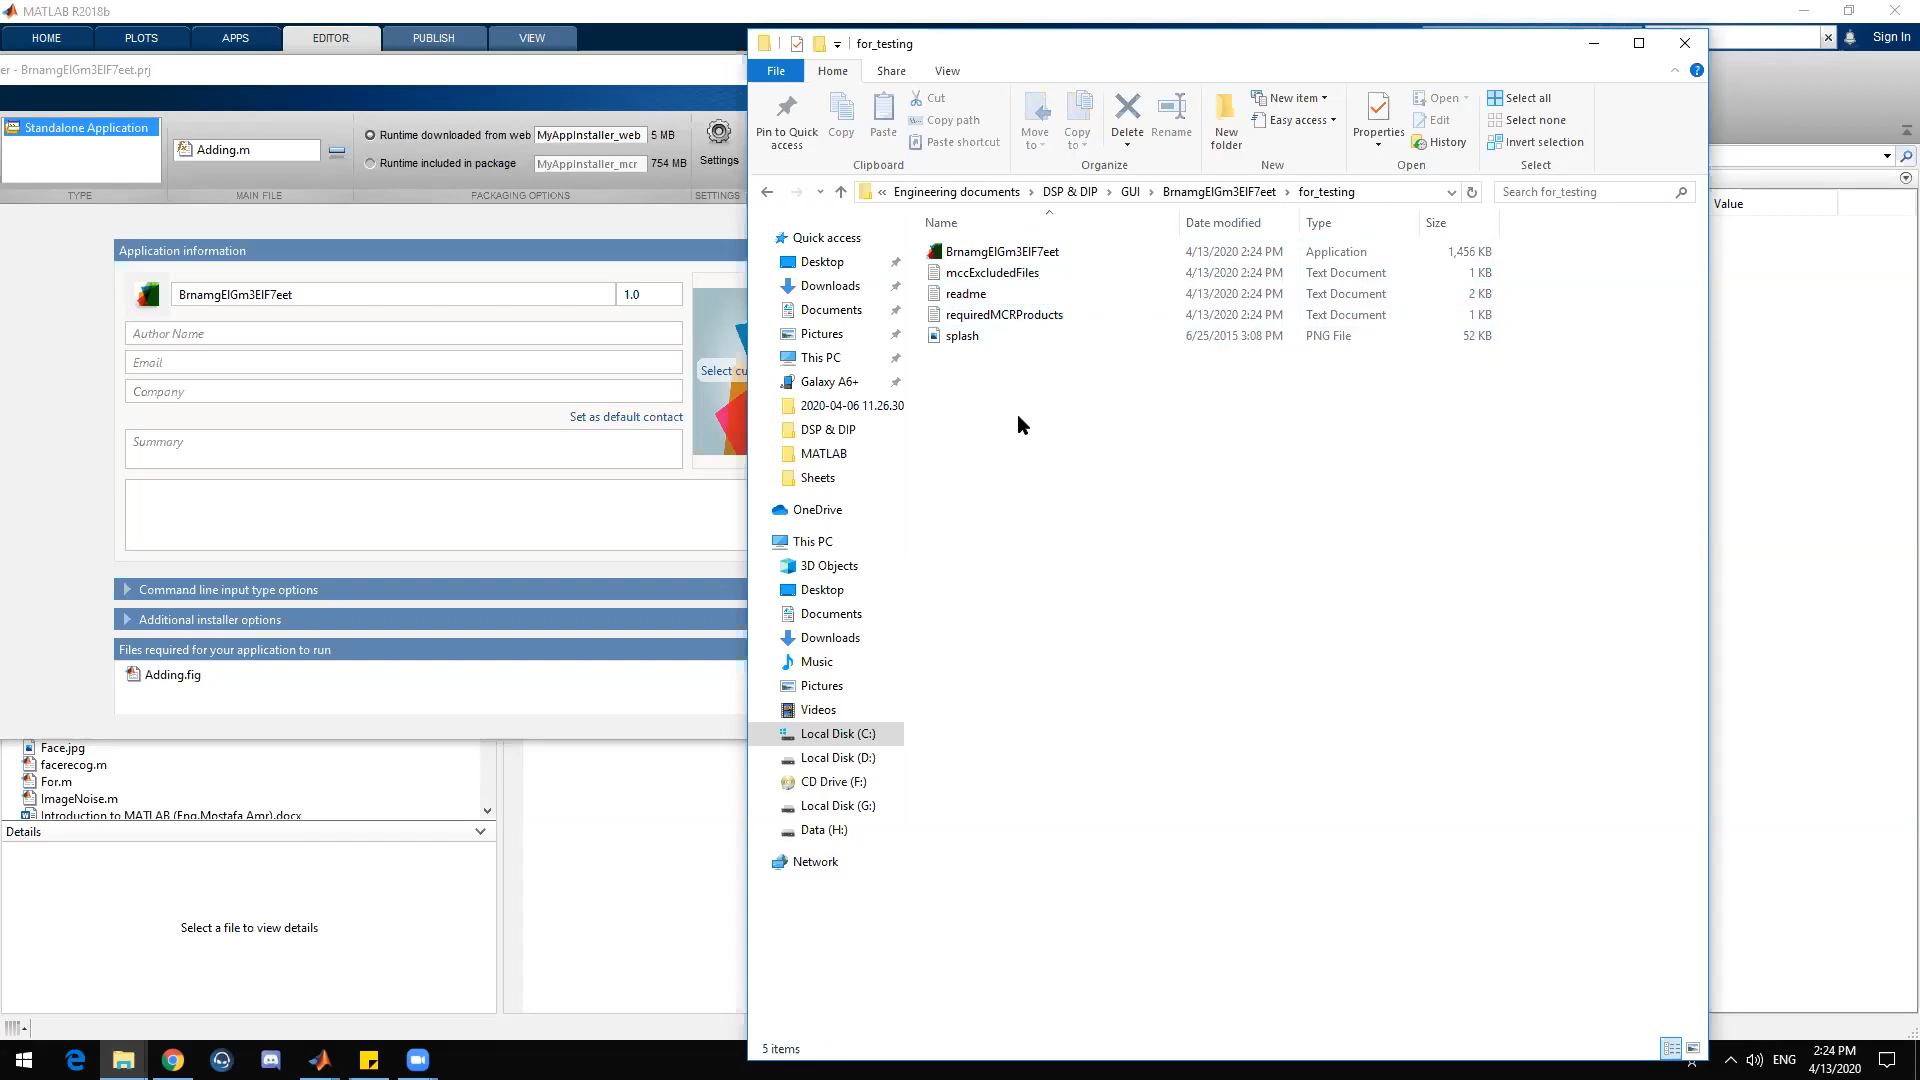 MATLAB R2018b
HOME
PLOTS
APPS
EDITOR
PUBLISH
VIEW
Sign In
er - BrnamgElGm3ElF7eet.prj
Standalone Application
Adding.m
Runtime downloaded from web
MyAppInstaller_web
5 MB
Runtime included in package
MyAppInstaller_mcr
754 MB
Settings
TYPE
MAIN FILE
PACKAGING OPTIONS
SETTINGS
Application information
BrnamgElGm3ElF7eet
1.0
Author Name
Email
Company
Set as default contact
Summary
Select cu
Command line input type options
Additional installer options
Files required for your application to run
Adding.fig
Face.jpg
facerecog.m
For.m
ImageNoise.m
Introduction to MATLAB (Eng.Mostafa Amr).docx
Details
Select a file to view details
Value
for_testing
File
Home
Share
View
Pin to Quick access
Copy
Paste
Cut
Copy path
Paste shortcut
Clipboard
Move to
Copy to
Delete
Rename
Organize
New folder
New item
Easy access
New
Properties
Open
Edit
History
Open
Select all
Select none
Invert selection
Select
« Engineering documents > DSP & DIP > GUI > BrnamgElGm3ElF7eet > for_testing
Search for_testing
Name
Date modified
Type
Size
BrnamgElGm3ElF7eet 4/13/2020 2:24 PM Application 1,456 KB
mccExcludedFiles 4/13/2020 2:24 PM Text Document 1 KB
readme 4/13/2020 2:24 PM Text Document 2 KB
requiredMCRProducts 4/13/2020 2:24 PM Text Document 1 KB
splash 6/25/2015 3:08 PM PNG File 52 KB
Quick access
Desktop
Downloads
Documents
Pictures
This PC
Galaxy A6+
2020-04-06 11.26.30
DSP & DIP
MATLAB
Sheets
OneDrive
This PC
3D Objects
Desktop
Documents
Downloads
Music
Pictures
Videos
Local Disk (C:)
Local Disk (D:)
CD Drive (F:)
Local Disk (G:)
Data (H:)
Network
5 items
ENG
2:24 PM
4/13/2020